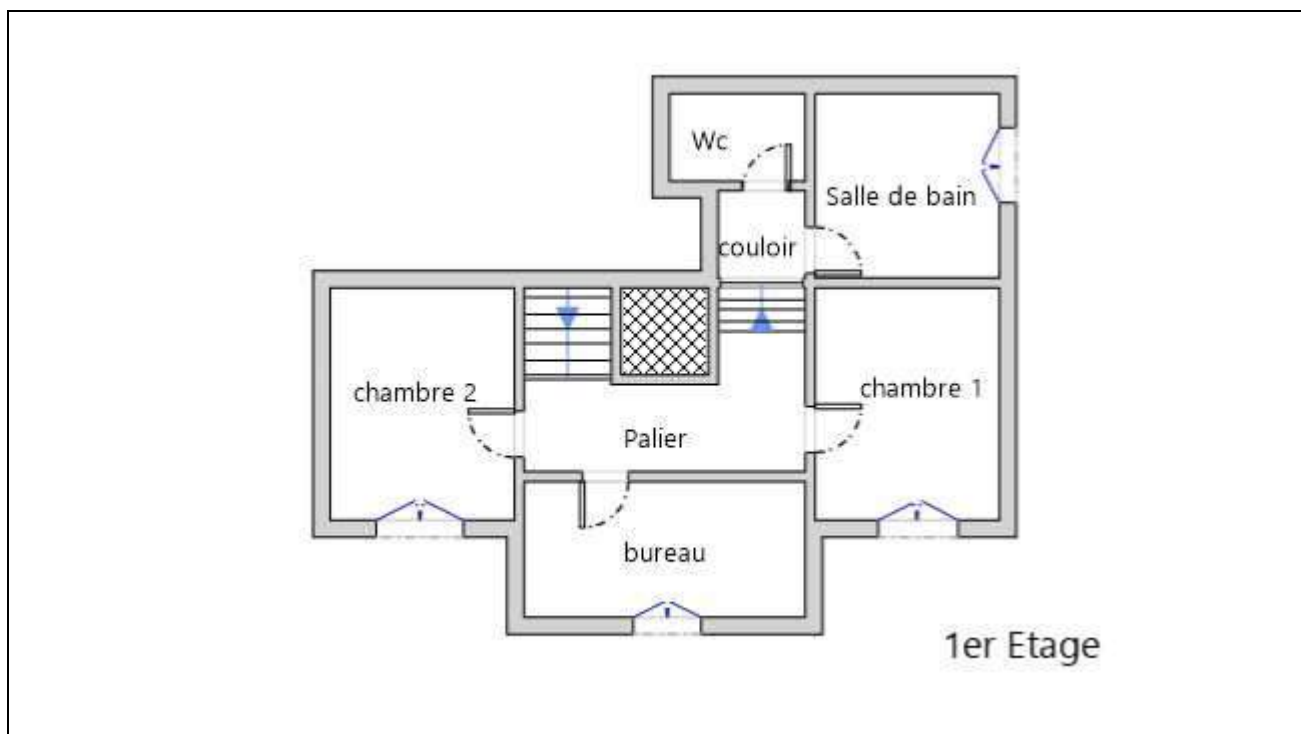 Wc
Salle de bain
couloir
chambre 2
chambre 1
Palier
bureau
1er Etage